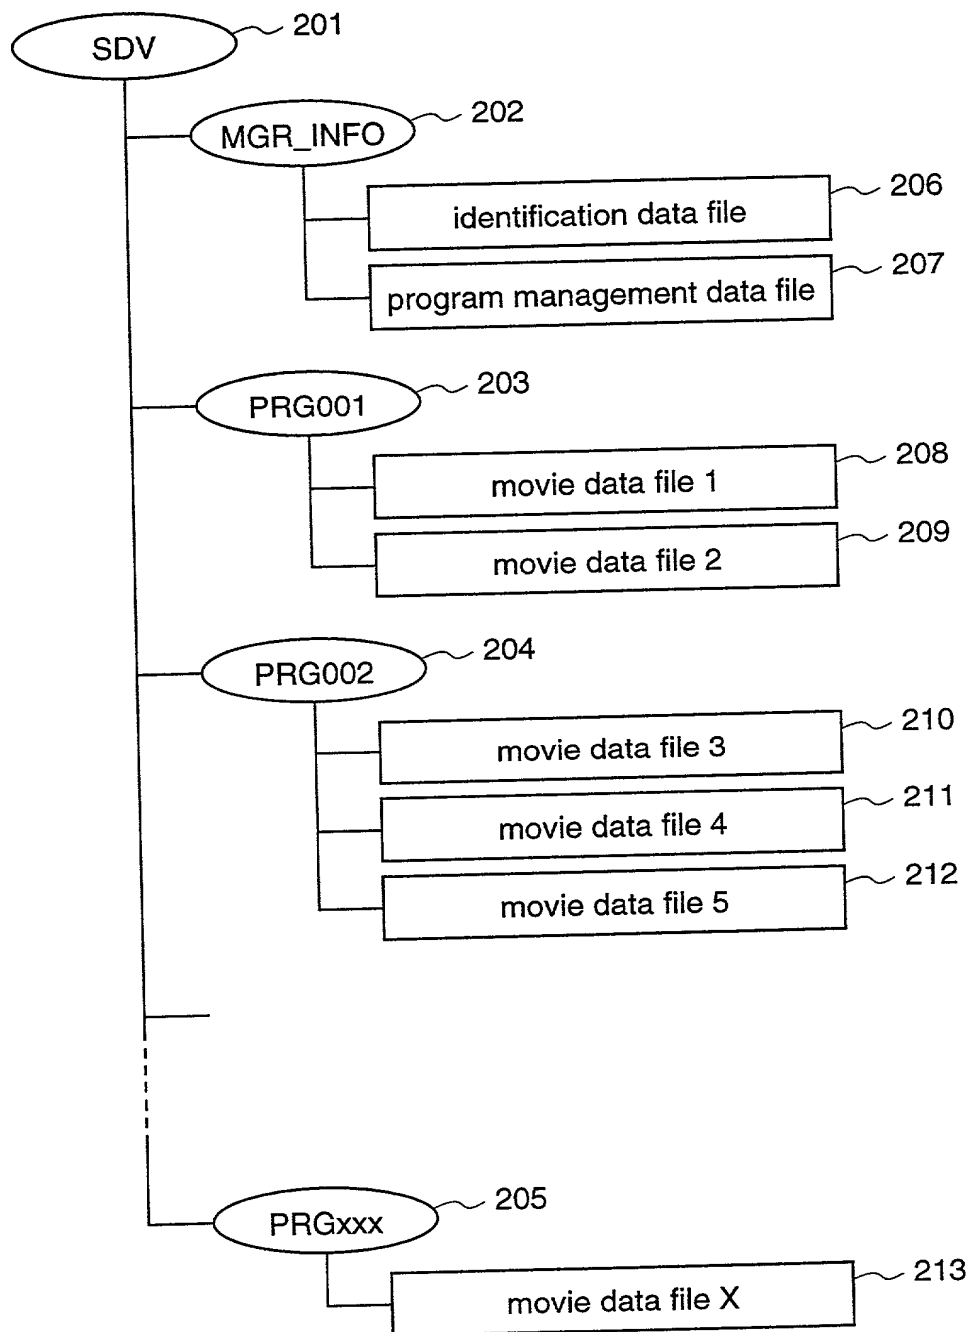 SDV 201
MGR_INFO 202
identification data file 206
program management data file 207
PRG001 203
movie data file 1 208
movie data file 2 209
PRG002 204
movie data file 3 210
movie data file 4 211
movie data file 5 212
PRGxxx 205
movie data file X 213